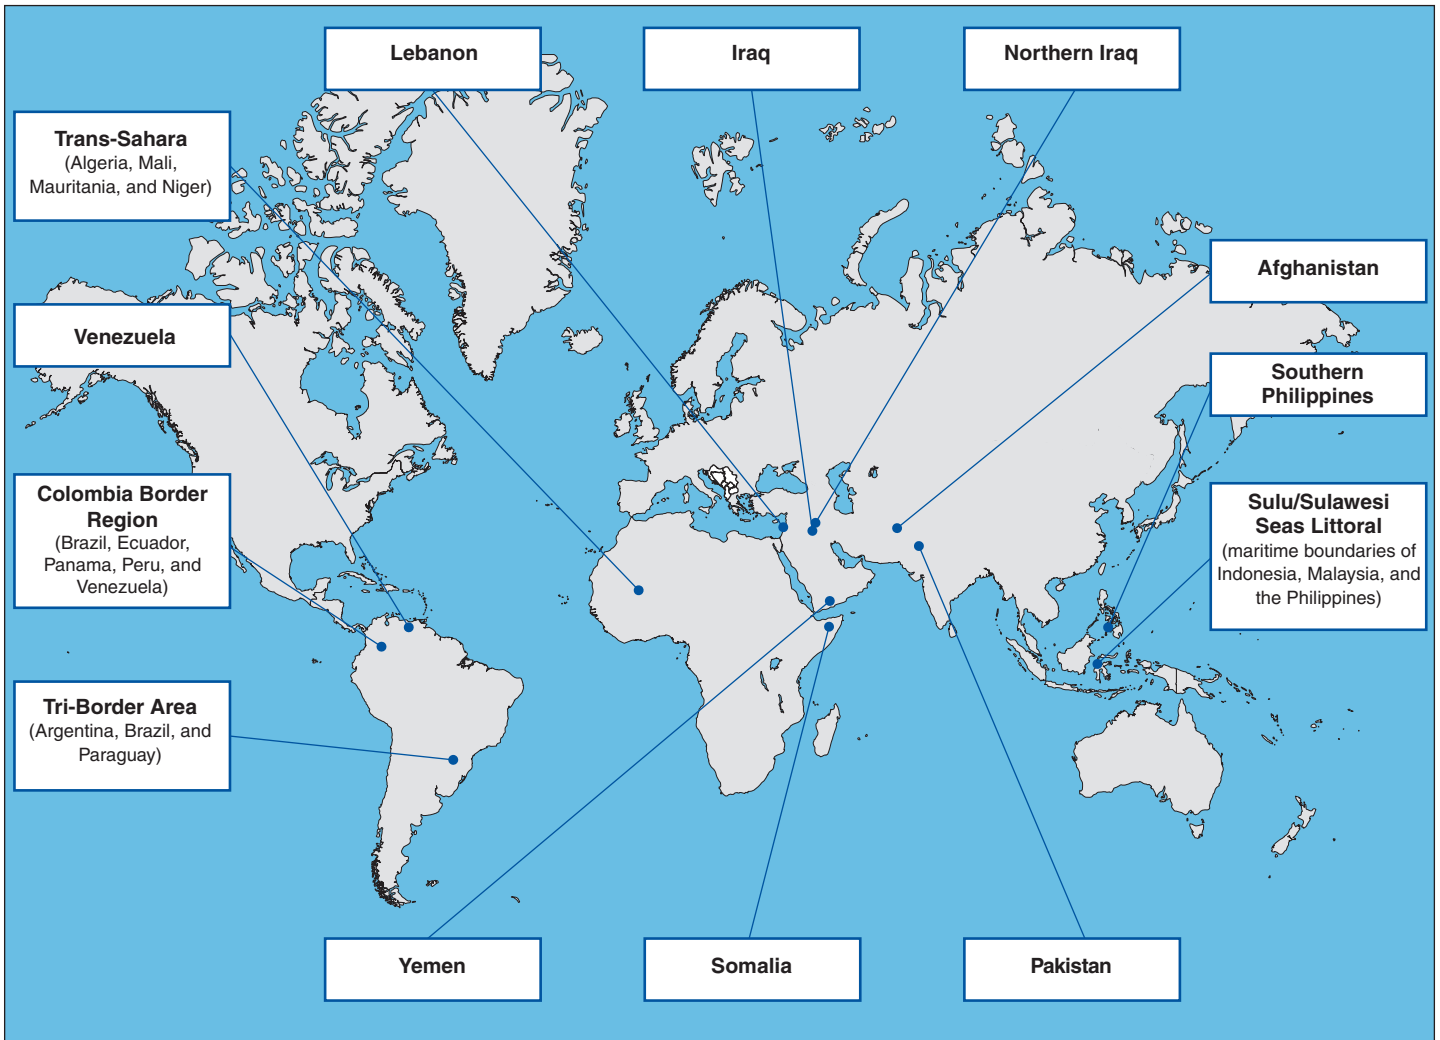 Lebanon
Iraq
Northern Iraq
Trans-Sahara
(Algeria, Mali,
Mauritania, and Niger)
Afghanistan
Venezuela
Southern
Philippines
Colombia Border
Region
(Brazil, Ecuador,
Panama, Peru, and
Venezuela)
Sulu/Sulawesi
Seas Littoral
(maritime boundaries of
Indonesia, Malaysia, and
the Philippines)
Tri-Border Area
(Argentina, Brazil, and
Paraguay)
Yemen
Somalia
Pakistan